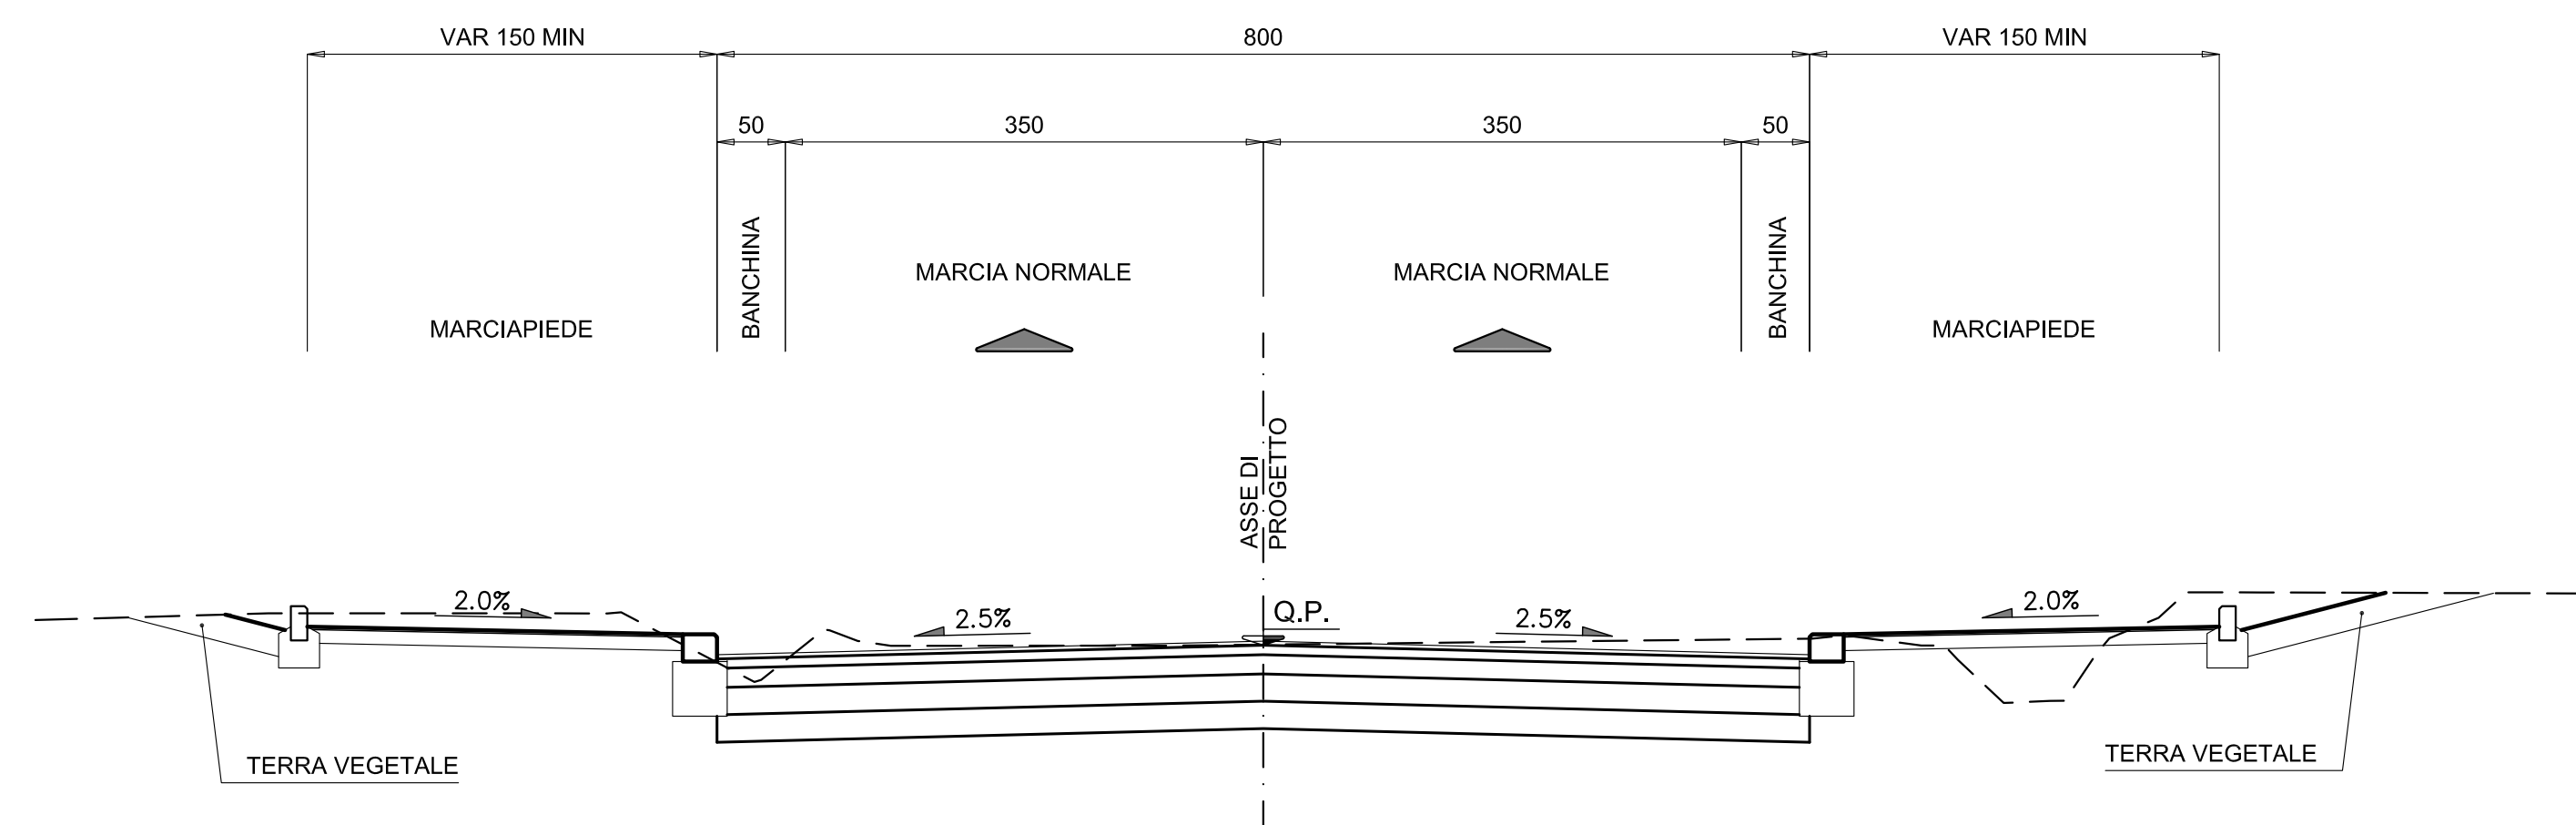 VAR 150 MIN
800
VAR 150 MIN
50
350
350
50
BANCHINA
BANCHINA
MARCIA NORMALE
MARCIA NORMALE
MARCIAPIEDE
MARCIAPIEDE
ASSE DI
PROGETTO
2.0%
2.5%
Q.P.
2.5%
2.0%
TERRA VEGETALE
TERRA VEGETALE